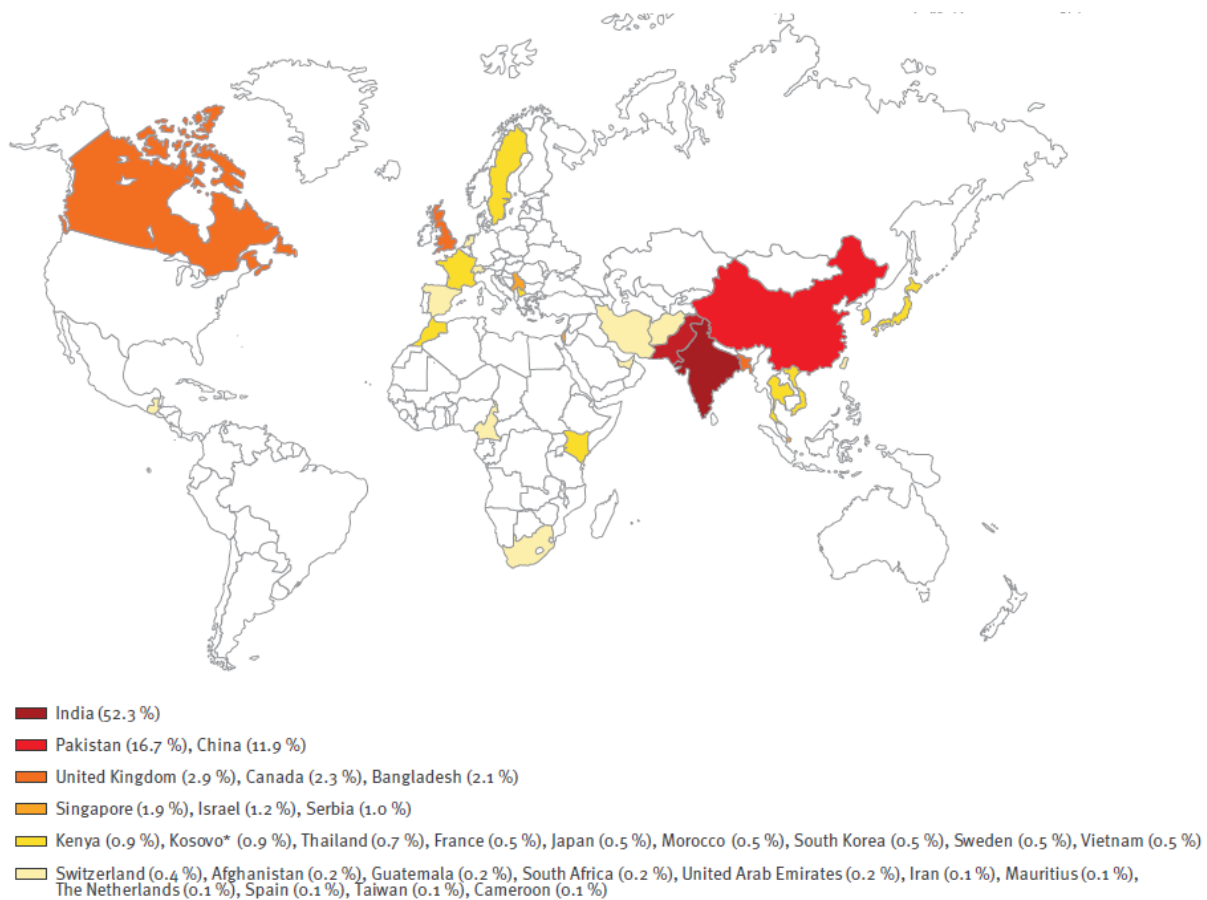 India (52.3 %)
Pakistan (16.7 %), China (11.9 %)
United Kingdom (2.9 %), Canada (2.3 %), Bangladesh (2.1 %)
Singapore (1.9 %), Israel (1.2 %), Serbia (1.0 %)
Kenya (0.9 %), Kosovo* (0.9 %), Thailand (0.7 %), France (0.5 %), Japan (0.5 %), Morocco (0.5 %), South Korea (0.5 %), Sweden (0.5 %), Vietnam (0.5 %)
Switzerland (0.4 %), Afghanistan (0.2 %), Guatemala (0.2 %), South Africa (0.2 %), United Arab Emirates (0.2 %), Iran (0.1 %), Mauritius (0.1 %),
The Netherlands (0.1 %), Spain (0.1 %), Taiwan (0.1 %), Cameroon (0.1 %)